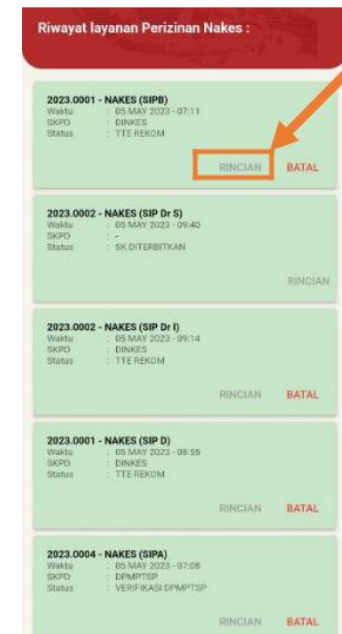 Riwayat layanan Perizinan Nakes :
2023.0001 - NAKES (SIPB)
Waktu : 05 MAY 2023 - 07:11
SKPD : DINKES
Status : TTE REKOM
RINCIAN BATAL
2023.0002 - NAKES (SIP Dr S)
Waktu : 05 MAY 2023 - 09:40
SKPD : -
Status : SK DITERBITKAN
RINCIAN
2023.0002 - NAKES (SIP Dr I)
Waktu : 05 MAY 2023 - 09:14
SKPD : DINKES
Status : TTE REKOM
RINCIAN BATAL
2023.0001 - NAKES (SIP D)
Waktu : 05 MAY 2023 - 08:55
SKPD : DINKES
Status : TTE REKOM
RINCIAN BATAL
2023.0004 - NAKES (SIPA)
Waktu : 05 MAY 2023 - 07:08
SKPD : DPMPTSP
Status : VERIFIKASI DPMPTSP
RINCIAN BATAL